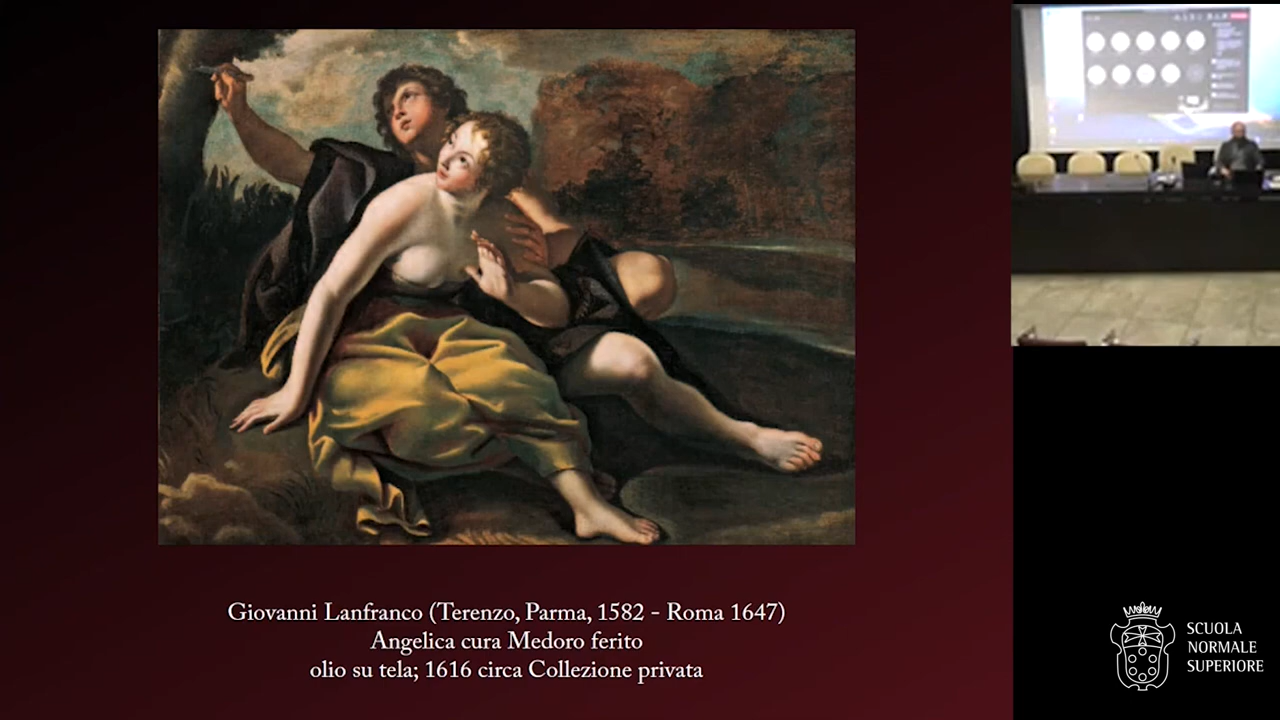 Giovanni Lanfranco (Terenzo, Parma, 1582 - Roma 1647)
Angelica cura Medoro ferito
olio su tela; 1616 circa Collezione privata
SCUOLA
NORMALE
SUPERIORE